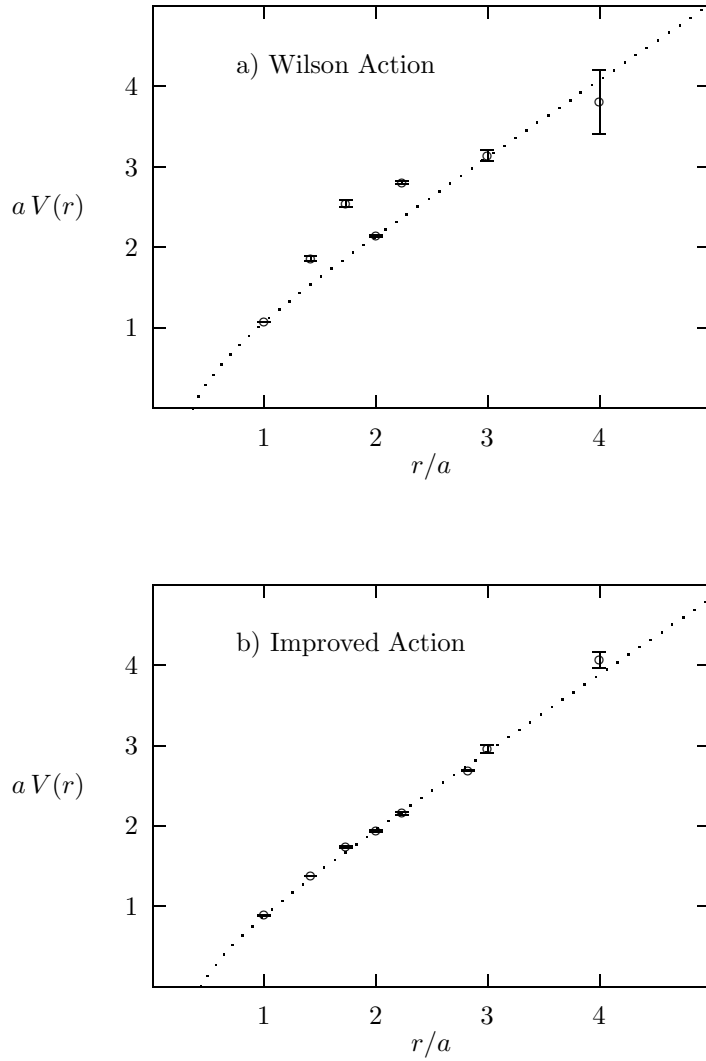 a) Wilson Action
4
3
a V(r)
2
1
1 2 3 4
r/a
b) Improved Action
4
3
a V(r)
2
1
1 2 3 4
r/a